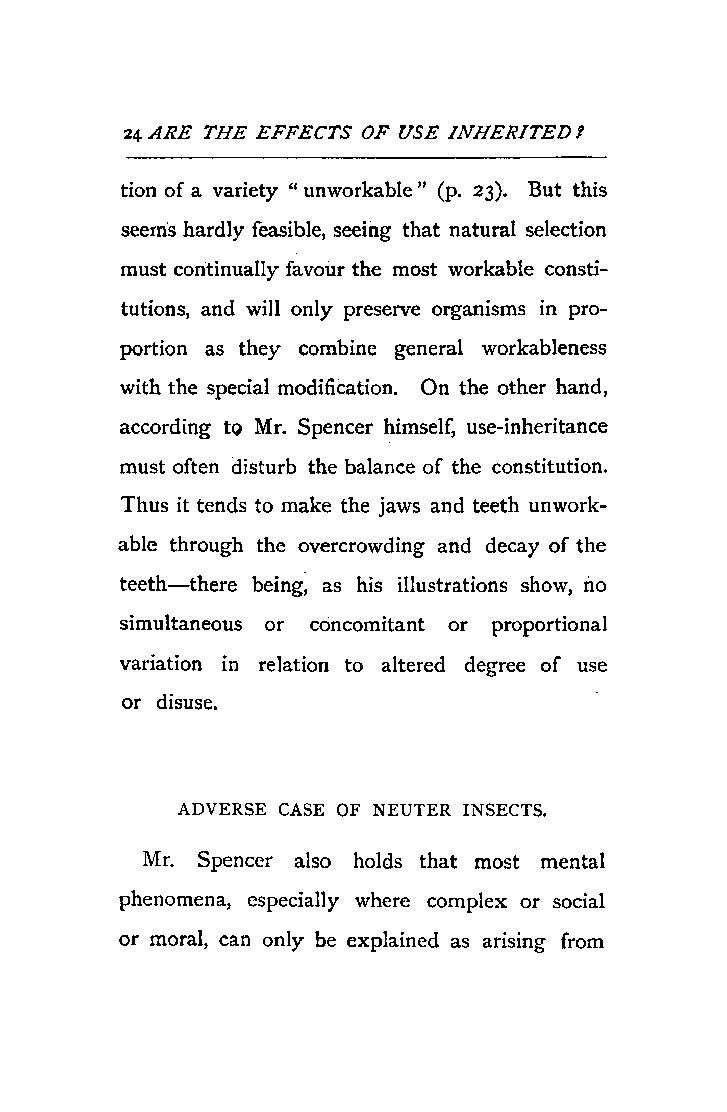 24 ARE THE EFFECTS OF USE INHERITED?
tion of a variety “unworkable” (p. 23). But this
seems hardly feasible, seeing that natural selection
must continually favour the most workable consti-
tutions, and will only preserve organisms in pro-
portion as they combine general workableness
with the special modification. On the other hand,
according to Mr. Spencer himself, use-inheritance
must often disturb the balance of the constitution.
Thus it tends to make the jaws and teeth unwork-
able through the overcrowding and decay of the
teeth—there being, as his illustrations show, no
simultaneous or concomitant or proportional
variation in relation to altered degree of use
or disuse.
ADVERSE CASE OF NEUTER INSECTS.
Mr. Spencer also holds that most mental
phenomena, especially where complex or social
or moral, can only be explained as arising from